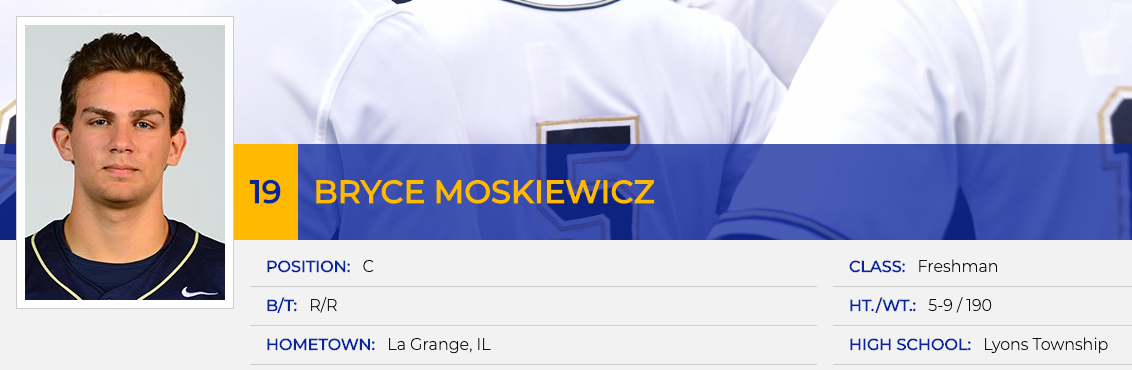 5
19 BRYCE MOSKIEWICZ
POSITION: C
CLASS: Freshman
B/T: R/R
HT./WT.: 5-9 / 190
HOMETOWN: La Grange, IL
HIGH SCHOOL: Lyons Township